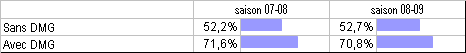 saison 07-08 saison 08-09
Sans DMG 52,2% 52,7%
Avec DMG 71,6% 70,8%